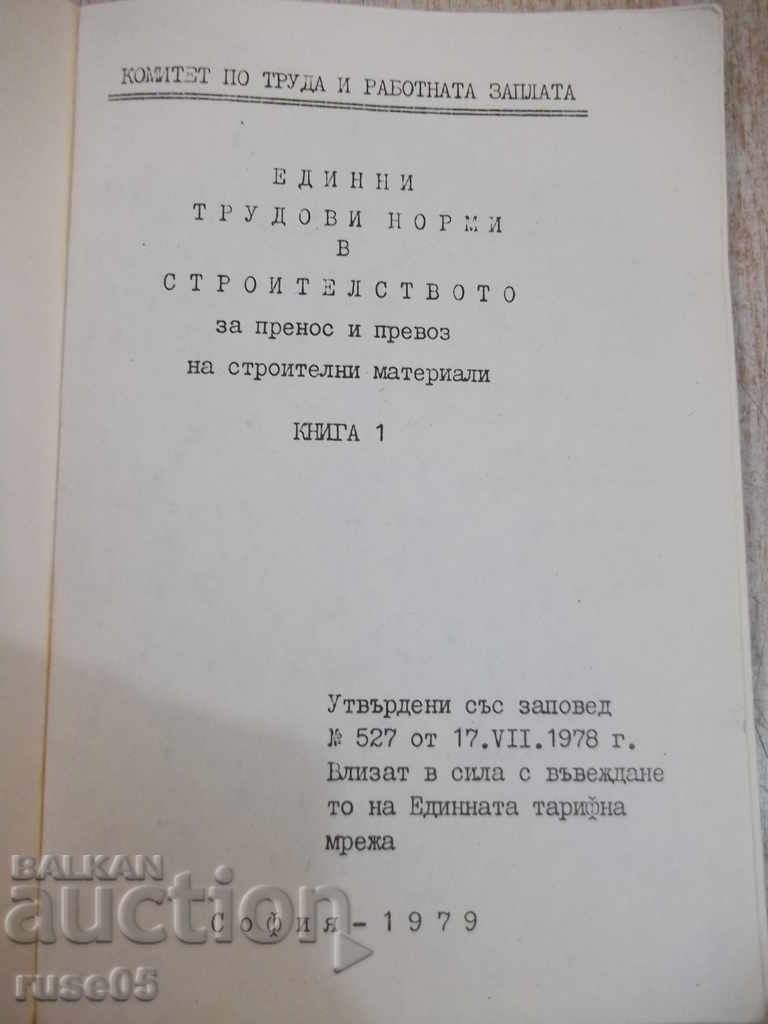 КОМИТЕТ ПО ТРУДА И РАБОТНАТА ЗАПЛАТА
ЕДИННИ
ТРУДОВИ НОРМИ
В
СТРОИТЕЛСТВОТО
за пренос и превоз
на строителни материали
КНИГА 1
Утвърдени със заповед
№ 527 от 17.VII.1978 г.
Влизат в сила с въвеждане
то на Единната тарифна
мрежа
София - 1979
BALKAN
auction
ruse05